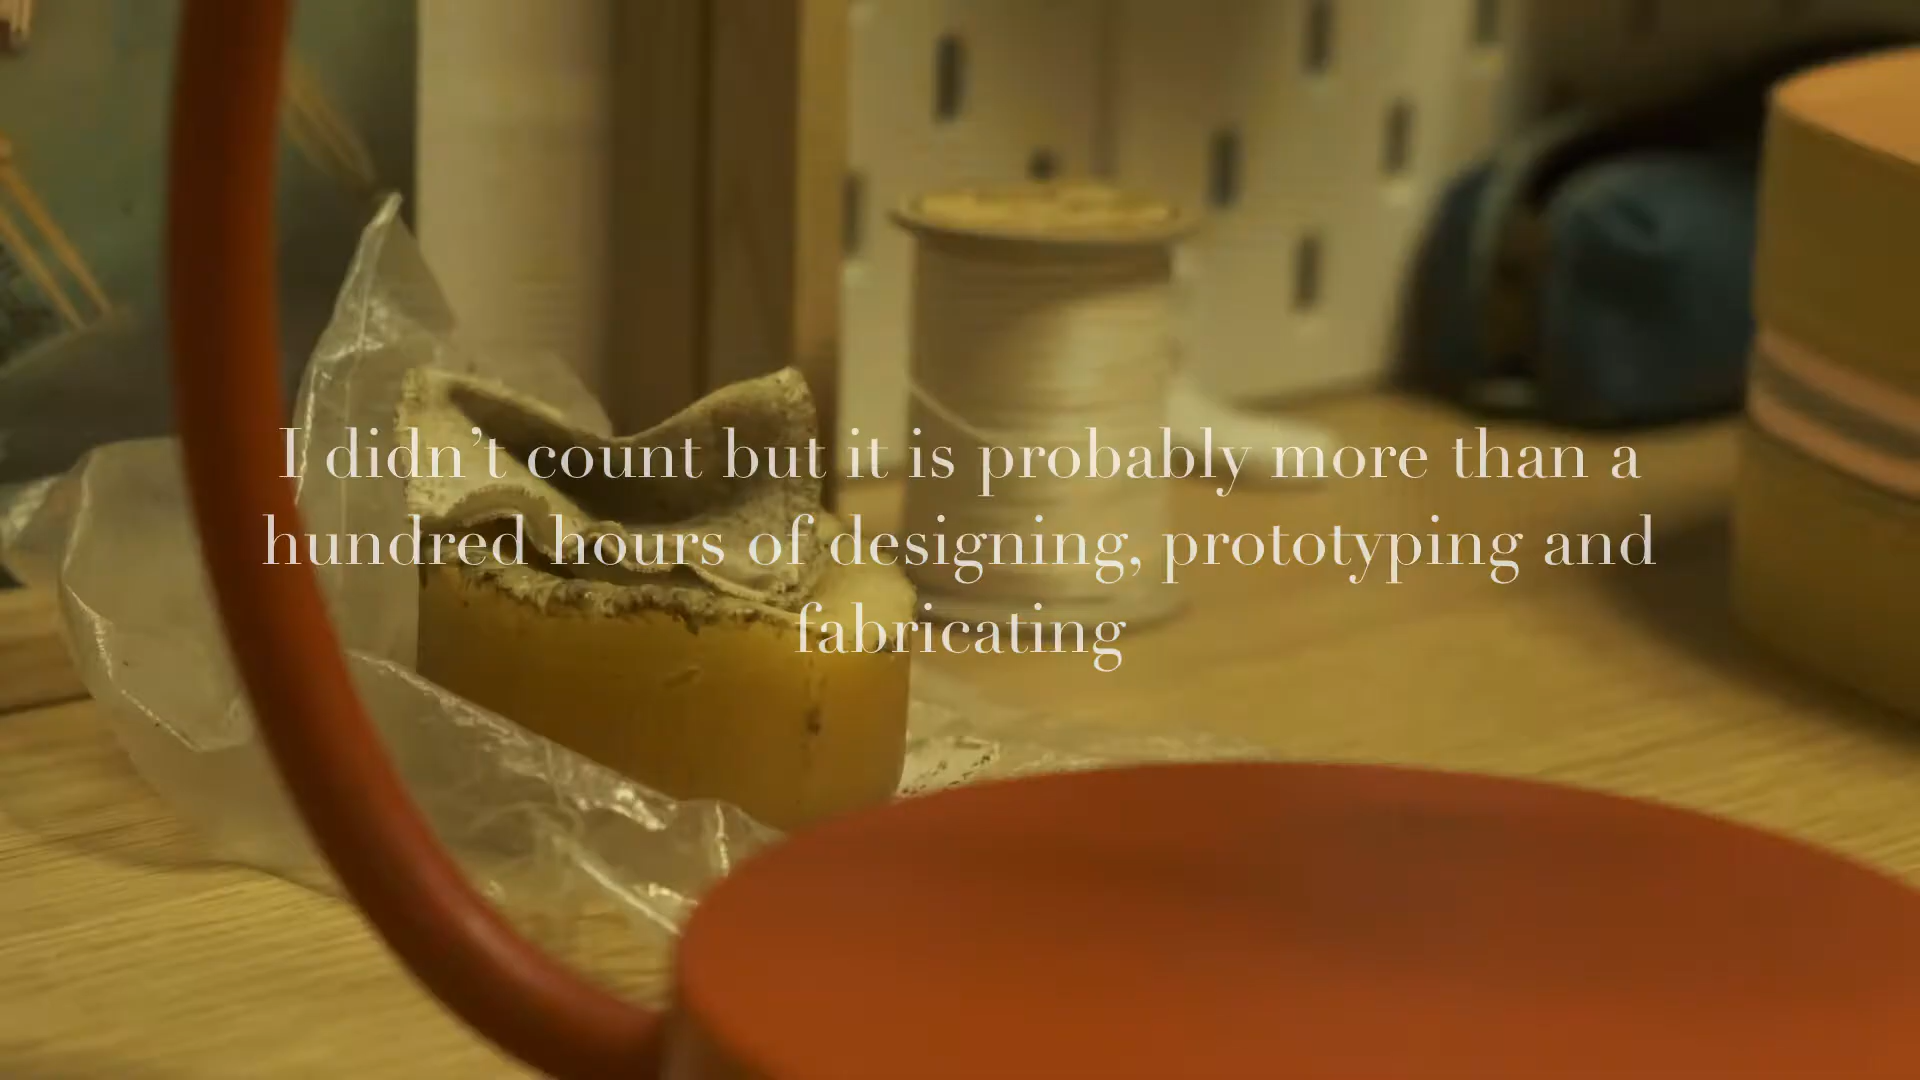 I didn’t count but it is probably more than a
hundred hours of designing, prototyping and
fabricating